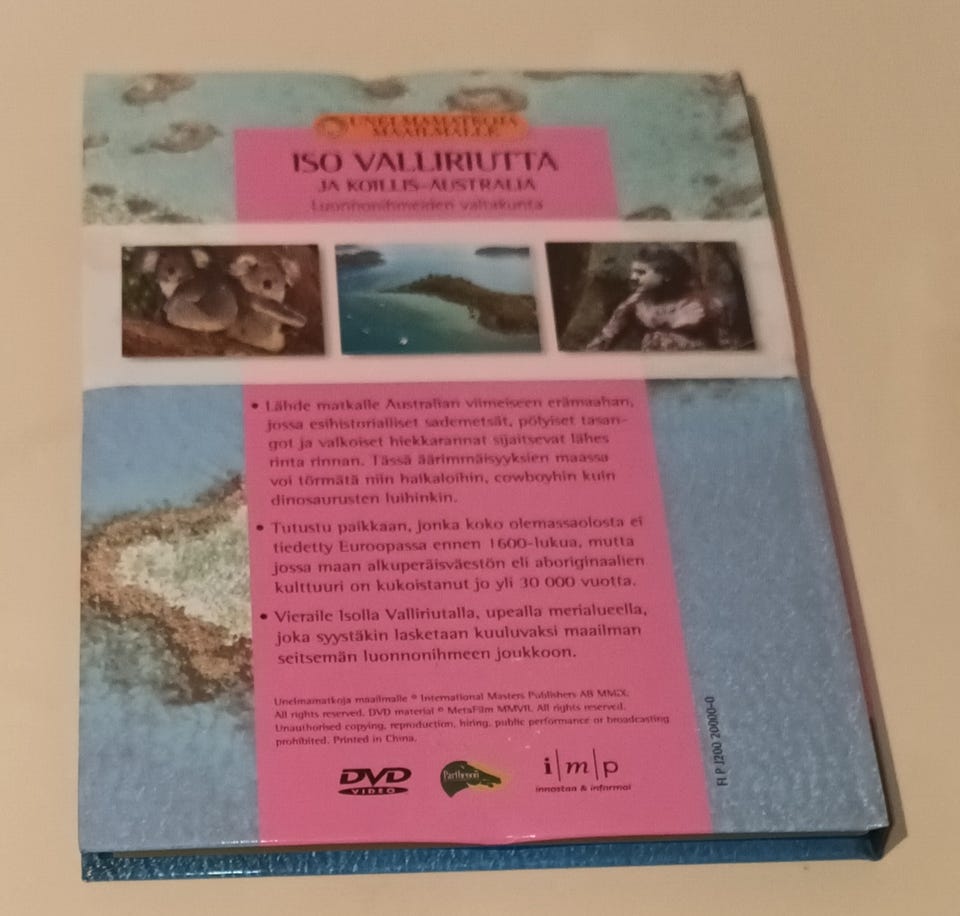 UNELMAMATKOJA
MAAILMALLE
ISO VALLIRIUTTA
JA KOILLIS-AUSTRALIA
Luonnonihmeiden valtakunta
• Lähde matkalle Australian viimeiseen erämaahan,
jossa esihistorialliset sademetsät, pölyiset tasan-
got ja valkoiset hiekkarannat sijaitsevat lähes
rinta rinnan. Tässä äärimmäisyyksien maassa
voi törmätä niin haikaloihin, cowboyhin kuin
dinosaurusten luihinkin.
• Tutustu paikkaan, jonka koko olemassaolosta ei
tiedetty Euroopassa ennen 1600-lukua, mutta
jossa maan alkuperäisväestön eli aboriginaalien
kulttuuri on kukoistanut jo yli 30 000 vuotta.
• Vieraile Isolla Valliriutalla, upealla merialueella,
joka syystäkin lasketaan kuuluvaksi maailman
seitsemän luonnonihmeen joukkoon.
Unelmamatkoja maailmalle © International Masters Publishers AB MMIX.
All rights reserved. DVD material © MetaFilm MMVII. All rights reserved.
Unauthorised copying, reproduction, hiring, public performance or broadcasting
prohibited. Printed in China.
DVD
VIDEO
Parthenon
i|m|p
innostaa & informoi
FI P J200 20000-0